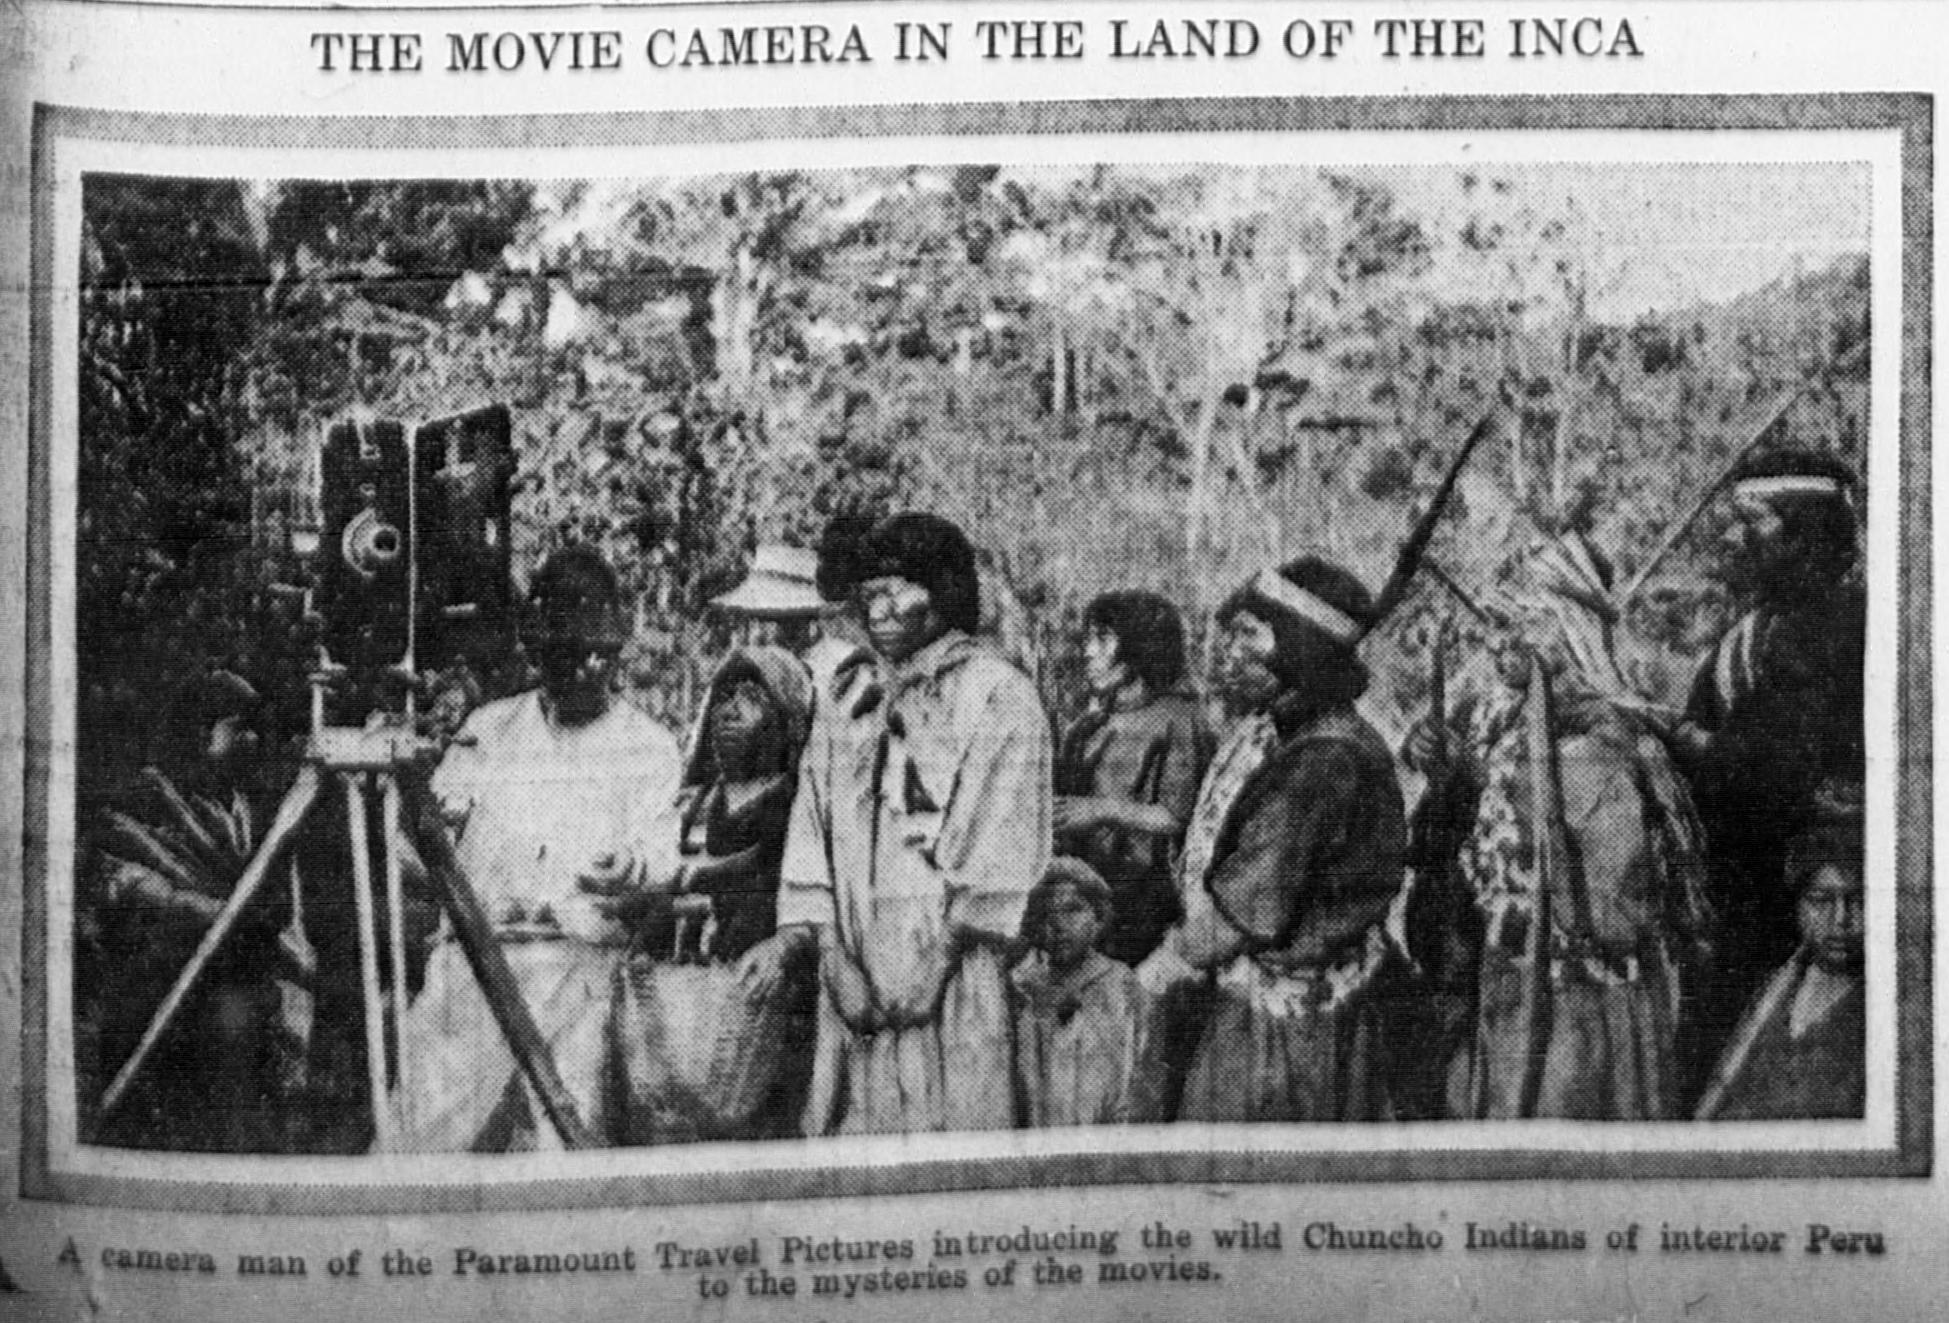 THE MOVIE CAMERA IN THE LAND OF THE INCA
A camera man of the Paramount Travel Pictures introducing the wild Chuncho Indians of interior Peru
to the mysteries of the movies.